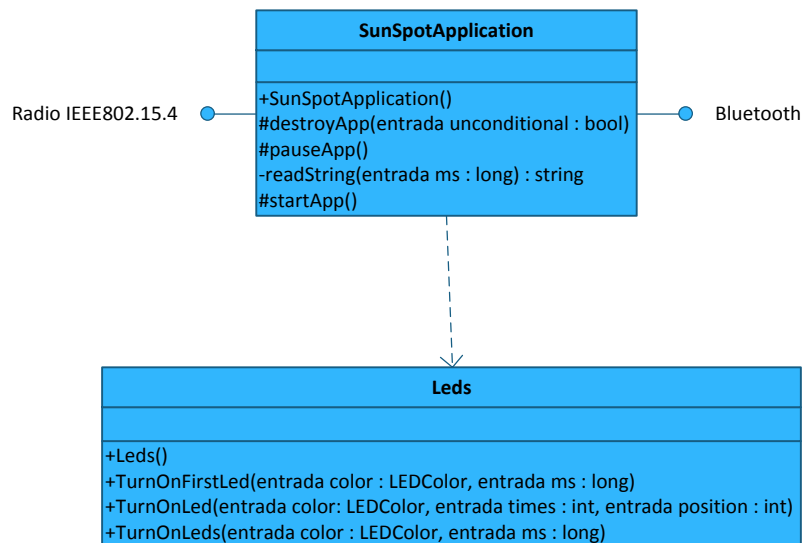 SunSpotApplication
Radio IEEE802.15.4
+SunSpotApplication()
#destroyApp(entrada unconditional : bool)
#pauseApp()
-readString(entrada ms : long) : string
#startApp()
Bluetooth
Leds
+Leds()
+TurnOnFirstLed(entrada color : LEDColor, entrada ms : long)
+TurnOnLed(entrada color: LEDColor, entrada times : int, entrada position : int)
+TurnOnLeds(entrada color : LEDColor, entrada ms : long)